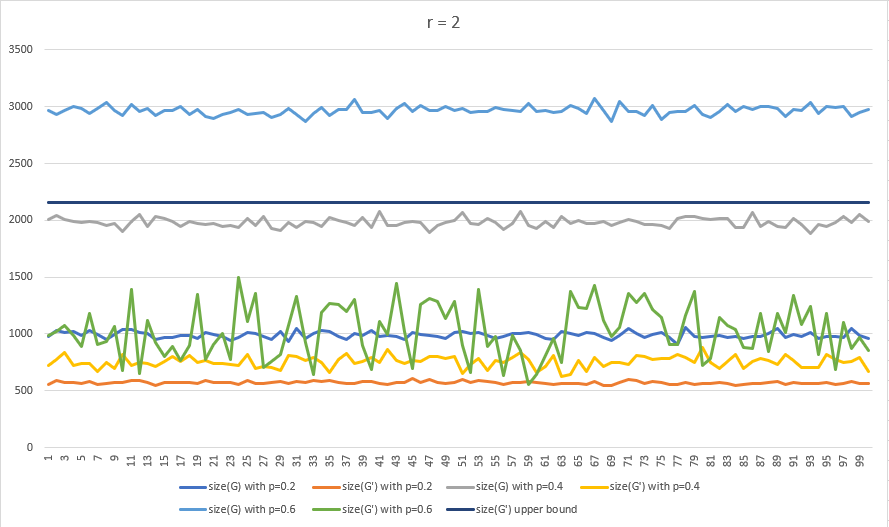 r = 2
3500
3000
2500
2000
1500
1000
500
0
1 3 5 7 9 11 13 15 17 19 21 23 25 27 29 31 33 35 37 39 41 43 45 47 49 51 53 55 57 59 61 63 65 67 69 71 73 75 77 79 81 83 85 87 89 91 93 95 97 99
size(G) with p=0.2 size(G') with p=0.2 size(G) with p=0.4 size(G') with p=0.4
size(G) with p=0.6 size(G') with p=0.6 size(G') upper bound